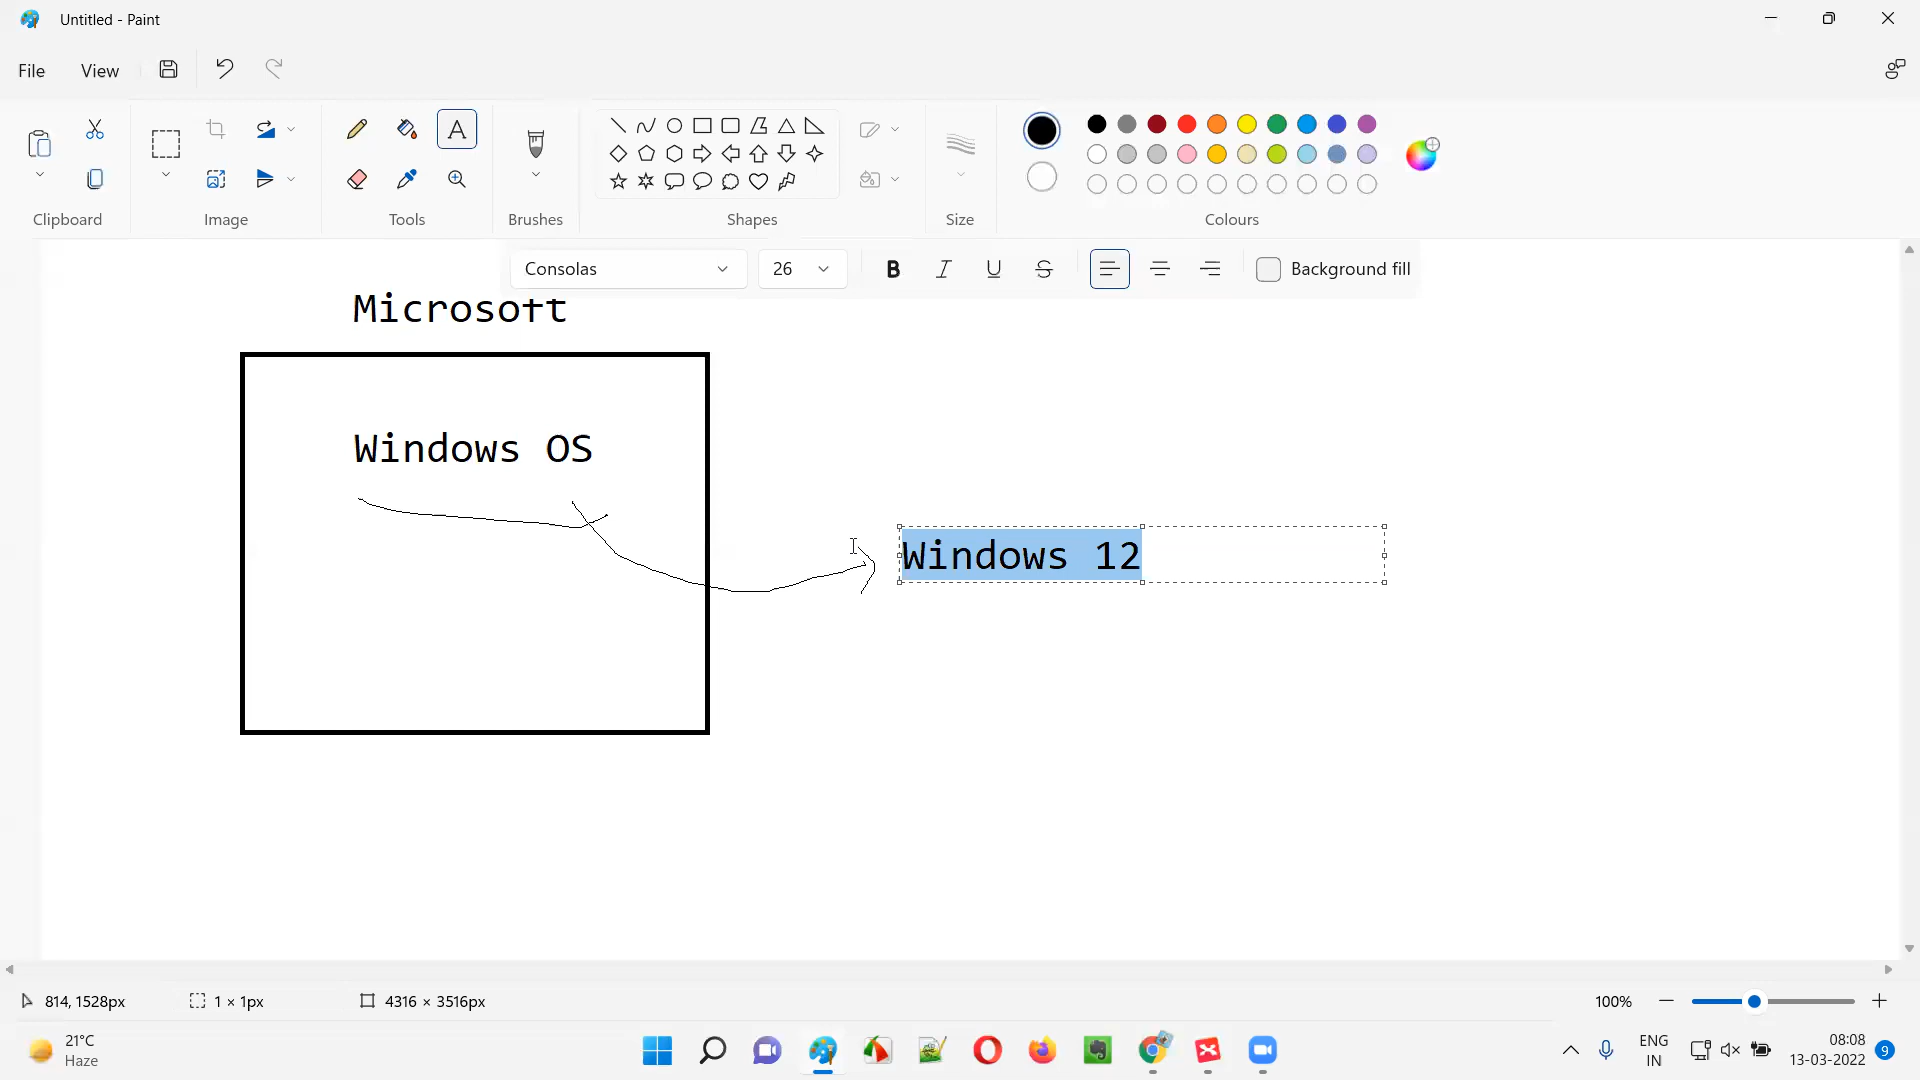 Untitled - Paint
File View
Clipboard Image Tools Brushes Shapes Size Colours
Consolas 26 B I U S Background fill
Microsoft
Windows OS
Windows 12
814, 1528px 1 × 1px 4316 × 3516px 100%
21°C
Haze
ENG
IN
08:08
13-03-2022 9